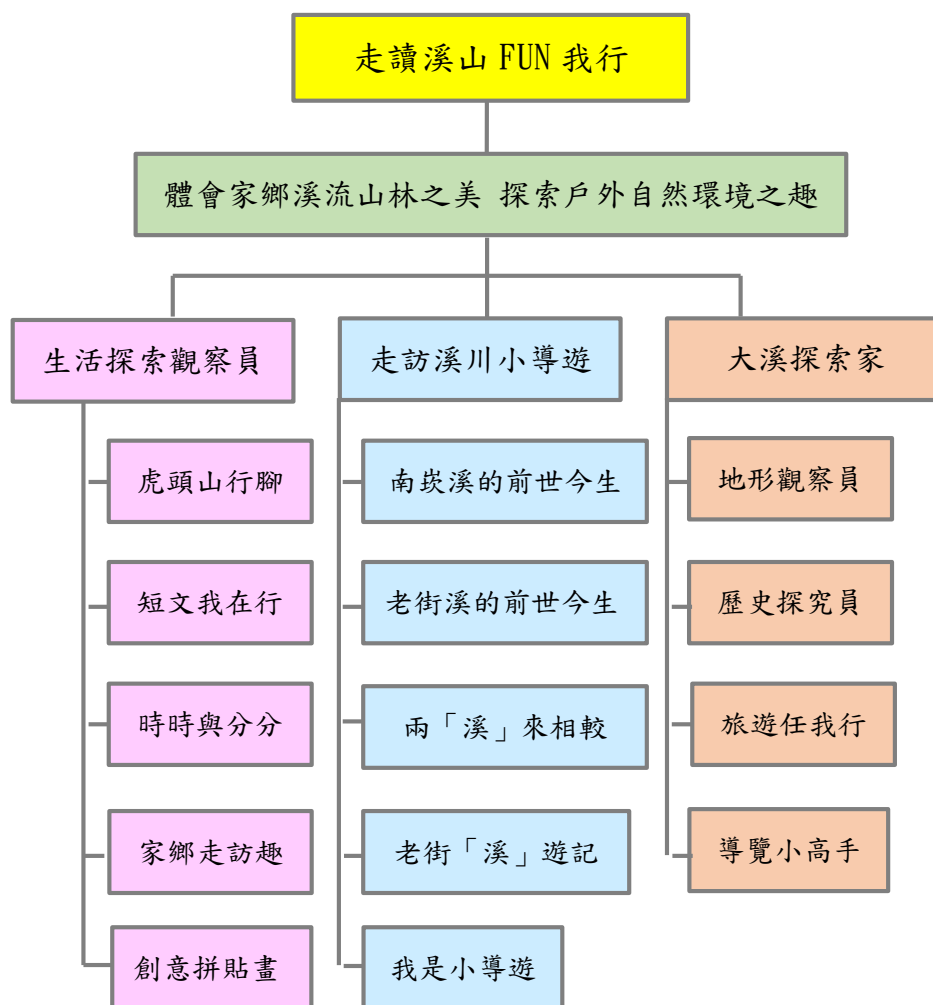 走讀溪山 FUN 我行
體會家鄉溪流山林之美 探索戶外自然環境之趣
生活探索觀察員
虎頭山行腳
短文我在行
時時與分分
家鄉走訪趣
創意拼貼畫
走訪溪川小導遊
南崁溪的前世今生
老街溪的前世今生
兩「溪」來相較
老街「溪」遊記
我是小導遊
大溪探索家
地形觀察員
歷史探究員
旅遊任我行
導覽小高手